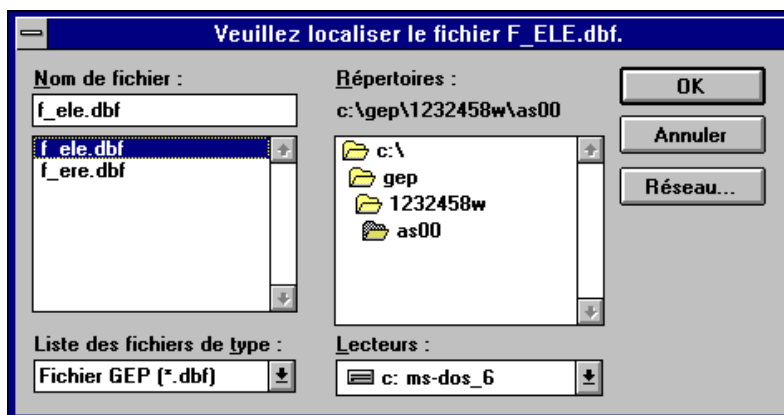 Veuillez localiser le fichier F_ELE.dbf.
Nom de fichier :
f_ele.dbf
f_ele.dbf
f_ere.dbf
Liste des fichiers de type :
Fichier GEP (*.dbf)
Répertoires :
c:\gep\1232458w\as00
c:\
gep
1232458w
as00
Lecteurs :
c: ms-dos_6
OK
Annuler
Réseau...